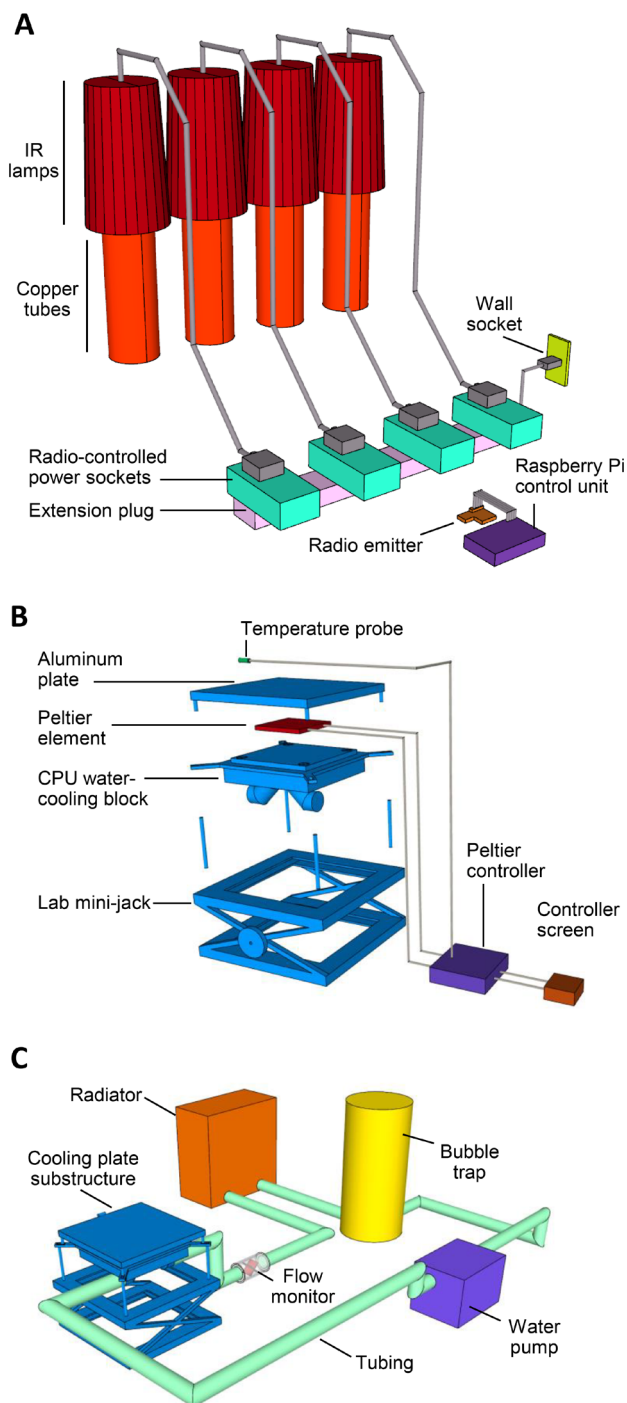 A
IR
lamps
Copper
tubes
Wall
socket
Radio-controlled
power sockets
Raspberry Pi
control unit
Extension plug
Radio emitter
B
Temperature probe
Aluminum
plate
Peltier
element
CPU water-
cooling block
Peltier
controller
Lab mini-jack
Controller
screen
C
Radiator
Cooling plate
substructure
Bubble
trap
Flow
monitor
Water
pump
Tubing